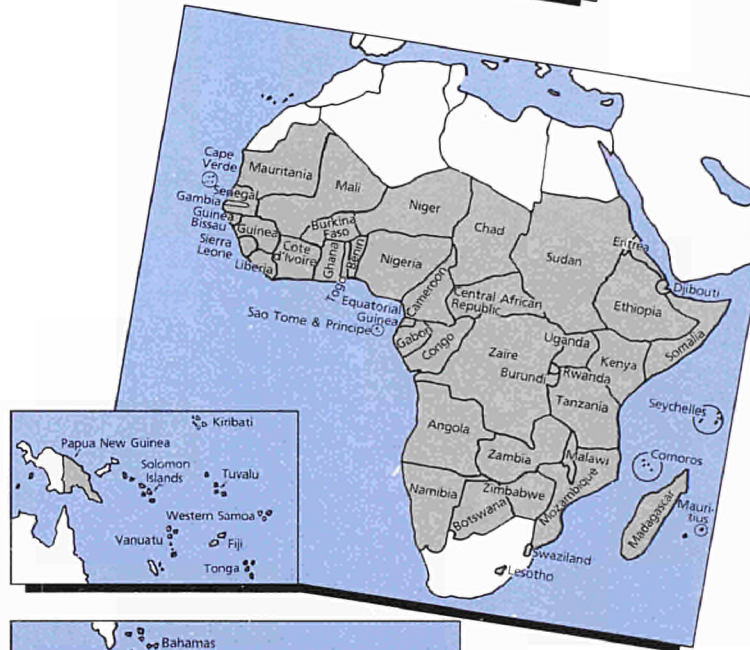 Cape
Verde
Mauritania
Mali
Niger
Chad
Sudan
Eritrea
Djibouti
Senegal
Gambia
Guinea
Bissau
Guinea
Burkina
Faso
Sierra
Leone
Liberia
Cote
d'Ivoire
Ghana
Togo
Benin
Nigeria
Cameroon
Central African
Republic
Ethiopia
Somalia
Equatorial
Guinea
Sao Tome & Principe
Gabon
Congo
Zaire
Uganda
Kenya
Burundi
Rwanda
Tanzania
Seychelles
Angola
Zambia
Malawi
Comoros
Namibia
Botswana
Zimbabwe
Mozambique
Madagascar
Mauri-
tius
Swaziland
Lesotho
Kiribati
Papua New Guinea
Solomon
Islands
Tuvalu
Western Samoa
Vanuatu
Fiji
Tonga
Bahamas